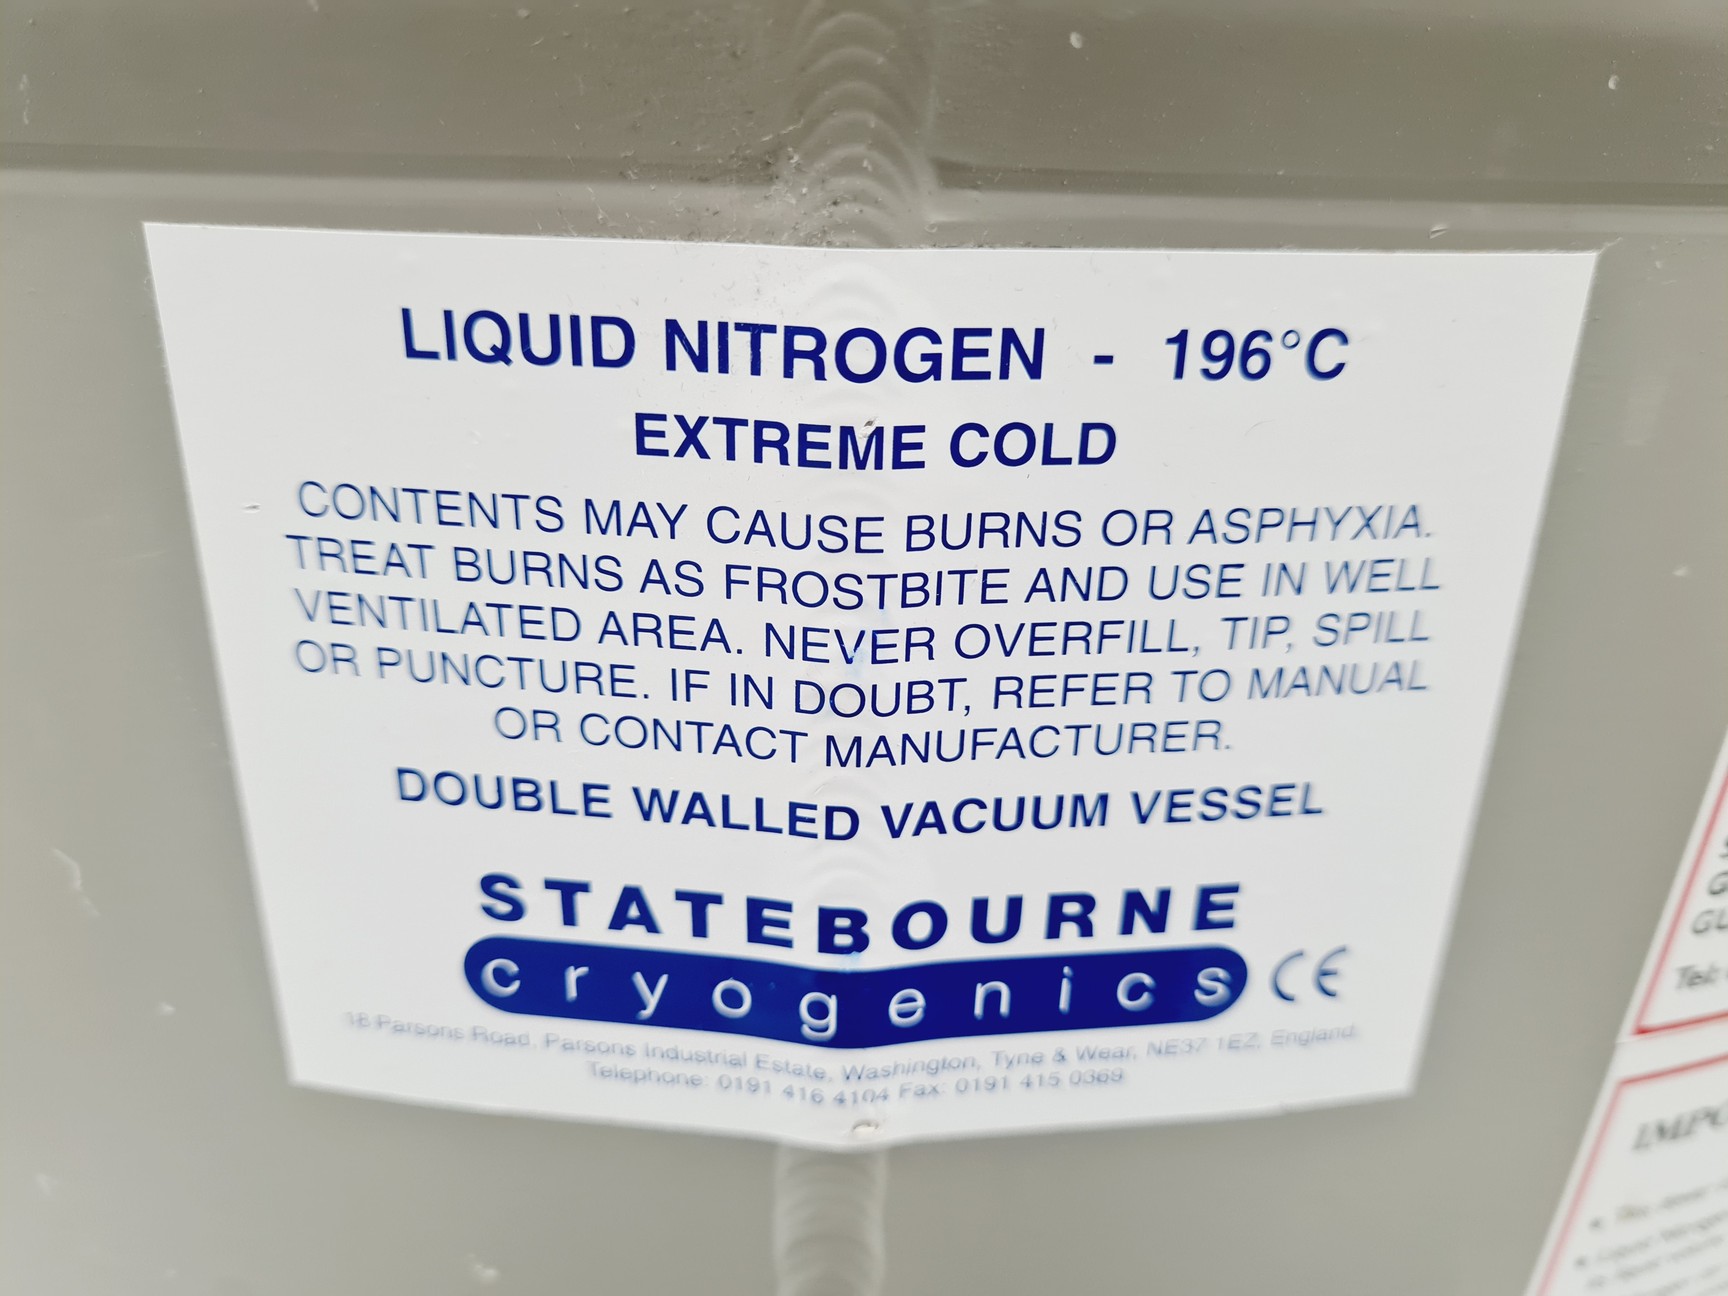 LIQUID NITROGEN - 196°C
EXTREME COLD
CONTENTS MAY CAUSE BURNS OR ASPHYXIA.
TREAT BURNS AS FROSTBITE AND USE IN WELL
VENTILATED AREA. NEVER OVERFILL, TIP, SPILL
OR PUNCTURE. IF IN DOUBT, REFER TO MANUAL
OR CONTACT MANUFACTURER.
DOUBLE WALLED VACUUM VESSEL
STATEBOURNE
cryogenics CE
18 Parsons Road, Parsons Industrial Estate, Washington, Tyne & Wear, NE37 1EZ, England.
Telephone: 0191 416 4104 Fax: 0191 415 0369
Tel: